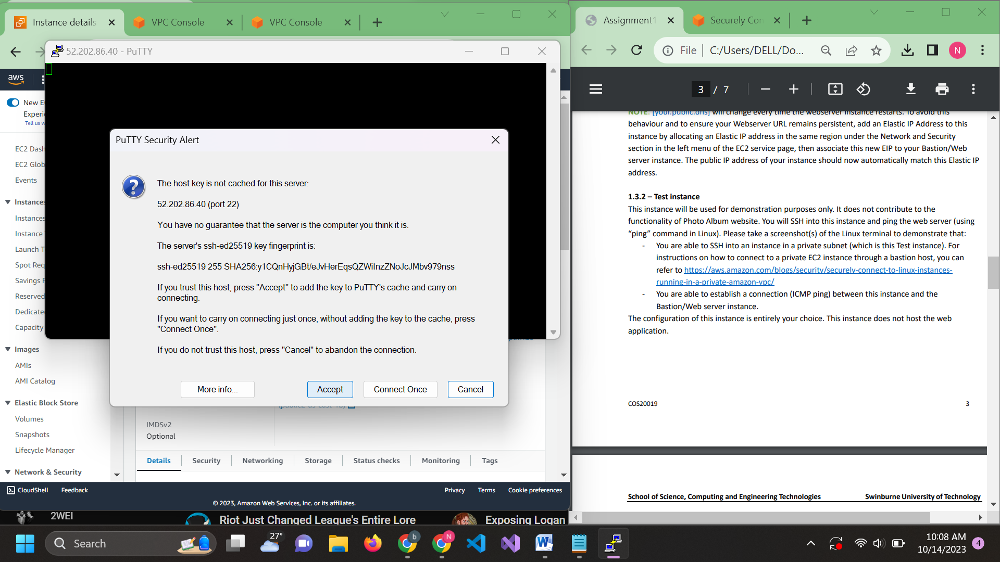 Instance details
VPC Console
VPC Console
52.202.86.40 - PuTTY
aws
New E
Experie
Tell us w
EC2 Dash
EC2 Glob
Events
Instances
Instances
Instance
Launch T
Spot Req
Savings P
Reserved
Dedicate
Capacity
Images
AMIs
AMI Catalog
Elastic Block Store
Volumes
Snapshots
Lifecycle Manager
Network & Security
PuTTY Security Alert
The host key is not cached for this server:
52.202.86.40 (port 22)
You have no guarantee that the server is the computer you think it is.
The server's ssh-ed25519 key fingerprint is:
ssh-ed25519 255 SHA256:y1CQnHyjGBt/eJvHerEqsQZWiInzZNoJcJMbv979nss
If you trust this host, press "Accept" to add the key to PuTTY's cache and carry on
connecting.
If you want to carry on connecting just once, without adding the key to the cache, press
"Connect Once".
If you do not trust this host, press "Cancel" to abandon the connection.
More info...
Accept
Connect Once
Cancel
IMDSv2
Optional
Details
Security
Networking
Storage
Status checks
Monitoring
Tags
CloudShell
Feedback
Privacy
Terms
Cookie preferences
© 2023, Amazon Web Services, Inc. or its affiliates.
2WEI
Riot Just Changed League's Entire Lore
Exposing Logan
Assignment1
Securely Con
File
C:/Users/DELL/Do...
N
3 / 7
NOTE: [your.public.dns] will change every time the webserver instance restarts. To avoid this
behaviour and to ensure your Webserver URL remains persistent, add an Elastic IP Address to this
instance by allocating an Elastic IP address in the same region under the Network and Security
section in the left menu of the EC2 service page, then associate this new EIP to your Bastion/Web
server instance. The public IP address of your instance should now automatically match this Elastic IP
address.
1.3.2 – Test instance
This instance will be used for demonstration purposes only. It does not contribute to the
functionality of Photo Album website. You will SSH into this instance and ping the web server (using
“ping” command in Linux). Please take a screenshot(s) of the Linux terminal to demonstrate that:
- You are able to SSH into an instance in a private subnet (which is this Test instance). For
instructions on how to connect to a private EC2 instance through a bastion host, you can
refer to https://aws.amazon.com/blogs/security/securely-connect-to-linux-instances-
running-in-a-private-amazon-vpc/
- You are able to establish a connection (ICMP ping) between this instance and the
Bastion/Web server instance.
The configuration of this instance is entirely your choice. This instance does not host the web
application.
COS20019
3
School of Science, Computing and Engineering Technologies
Swinburne University of Technology
Search
27°
b
N
10:08 AM
10/14/2023
4